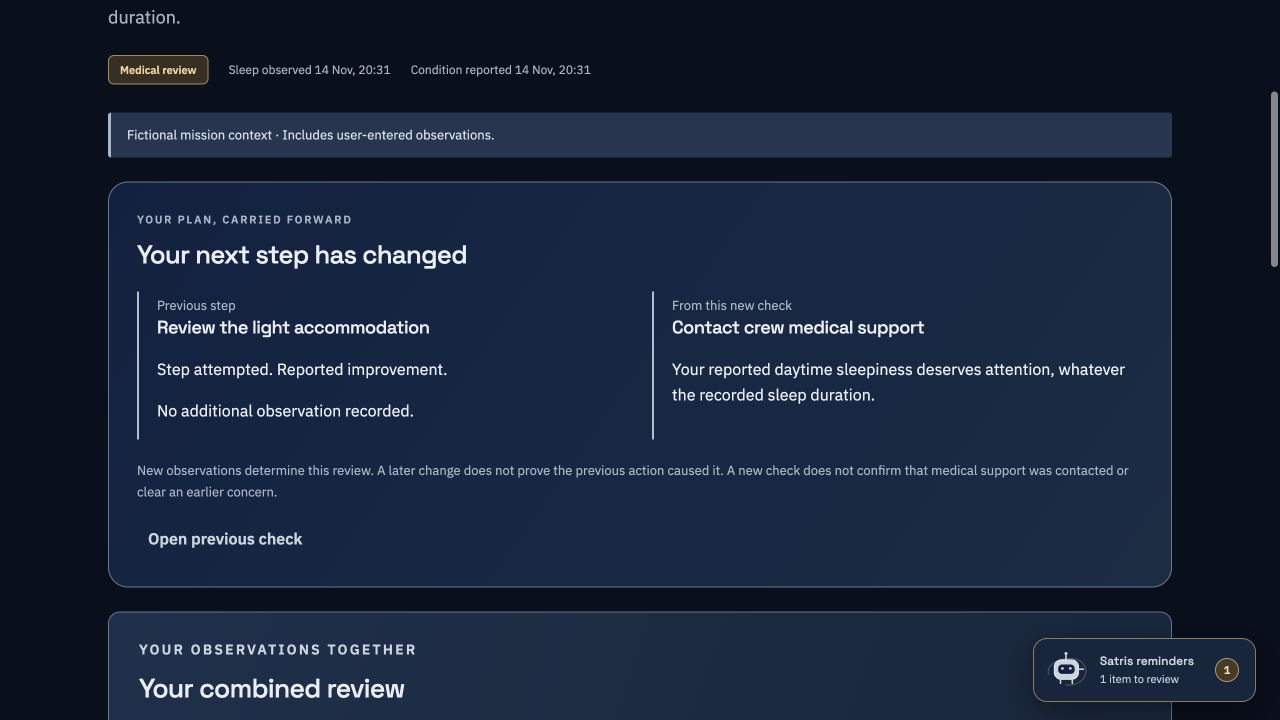 duration.
Medical review
Sleep observed 14 Nov, 20:31
Condition reported 14 Nov, 20:31
Fictional mission context · Includes user-entered observations.
YOUR PLAN, CARRIED FORWARD
Your next step has changed
Previous step
Review the light accommodation
Step attempted. Reported improvement.
No additional observation recorded.
From this new check
Contact crew medical support
Your reported daytime sleepiness deserves attention, whatever
the recorded sleep duration.
New observations determine this review. A later change does not prove the previous action caused it. A new check does not confirm that medical support was contacted or
clear an earlier concern.
Open previous check
YOUR OBSERVATIONS TOGETHER
Your combined review
Satris reminders
1 item to review
1